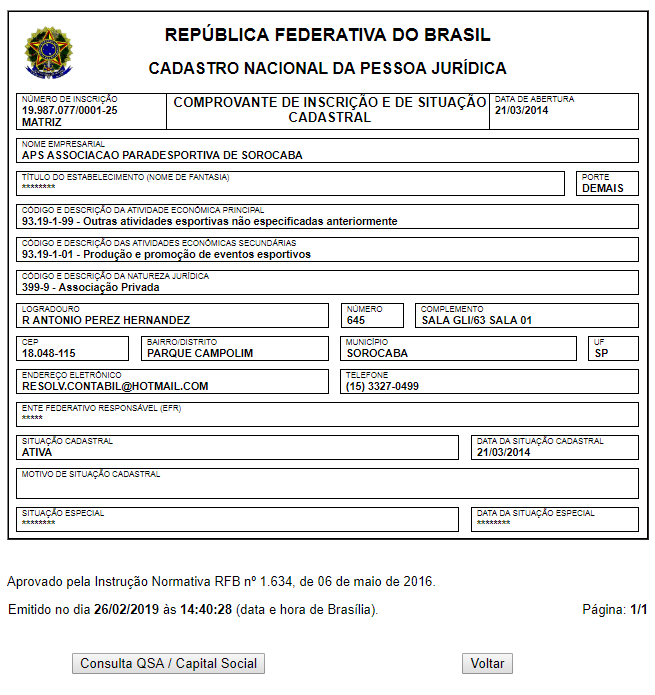 REPÚBLICA FEDERATIVA DO BRASIL
CADASTRO NACIONAL DA PESSOA JURÍDICA
NÚMERO DE INSCRIÇÃO
19.987.077/0001-25
MATRIZ
COMPROVANTE DE INSCRIÇÃO E DE SITUAÇÃO
CADASTRAL
DATA DE ABERTURA
21/03/2014
NOME EMPRESARIAL
APS ASSOCIACAO PARADESPORTIVA DE SOROCABA
TÍTULO DO ESTABELECIMENTO (NOME DE FANTASIA)
********
PORTE
DEMAIS
CÓDIGO E DESCRIÇÃO DA ATIVIDADE ECONÔMICA PRINCIPAL
93.19-1-99 - Outras atividades esportivas não especificadas anteriormente
CÓDIGO E DESCRIÇÃO DAS ATIVIDADES ECONÔMICAS SECUNDÁRIAS
93.19-1-01 - Produção e promoção de eventos esportivos
CÓDIGO E DESCRIÇÃO DA NATUREZA JURÍDICA
399-9 - Associação Privada
LOGRADOURO
R ANTONIO PEREZ HERNANDEZ
NÚMERO
645
COMPLEMENTO
SALA GLI/63 SALA 01
CEP
18.048-115
BAIRRO/DISTRITO
PARQUE CAMPOLIM
MUNICÍPIO
SOROCABA
UF
SP
ENDEREÇO ELETRÔNICO
RESOLV.CONTABIL@HOTMAIL.COM
TELEFONE
(15) 3327-0499
ENTE FEDERATIVO RESPONSÁVEL (EFR)
*****
SITUAÇÃO CADASTRAL
ATIVA
DATA DA SITUAÇÃO CADASTRAL
21/03/2014
MOTIVO DE SITUAÇÃO CADASTRAL
SITUAÇÃO ESPECIAL
********
DATA DA SITUAÇÃO ESPECIAL
********
Aprovado pela Instrução Normativa RFB nº 1.634, de 06 de maio de 2016.
Emitido no dia 26/02/2019 às 14:40:28 (data e hora de Brasília).
Página: 1/1
Consulta QSA / Capital Social
Voltar